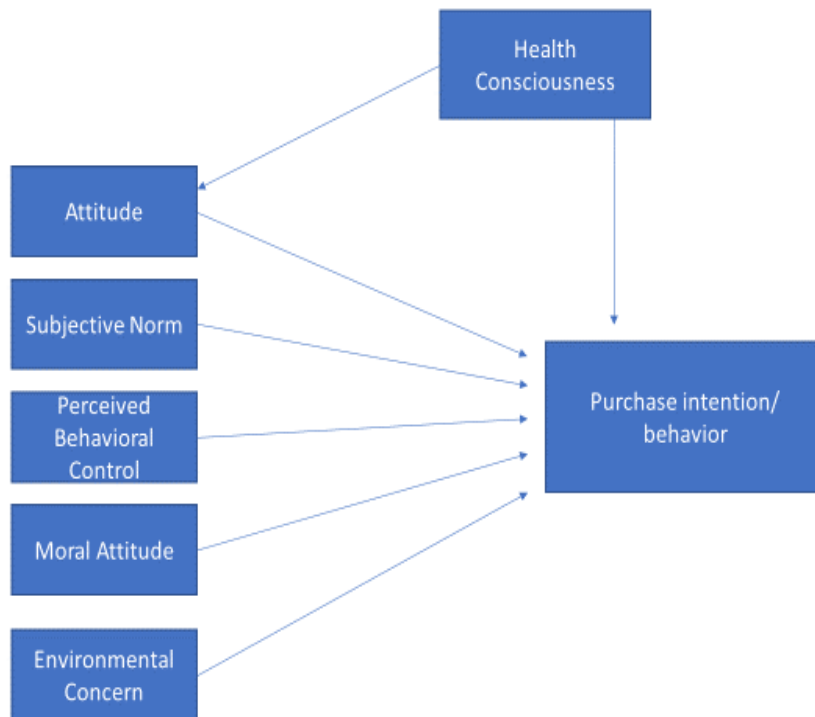 Health
Consciousness
Attitude
Subjective Norm
Perceived
Behavioral
Control
Purchase intention/
behavior
Moral Attitude
Environmental
Concern